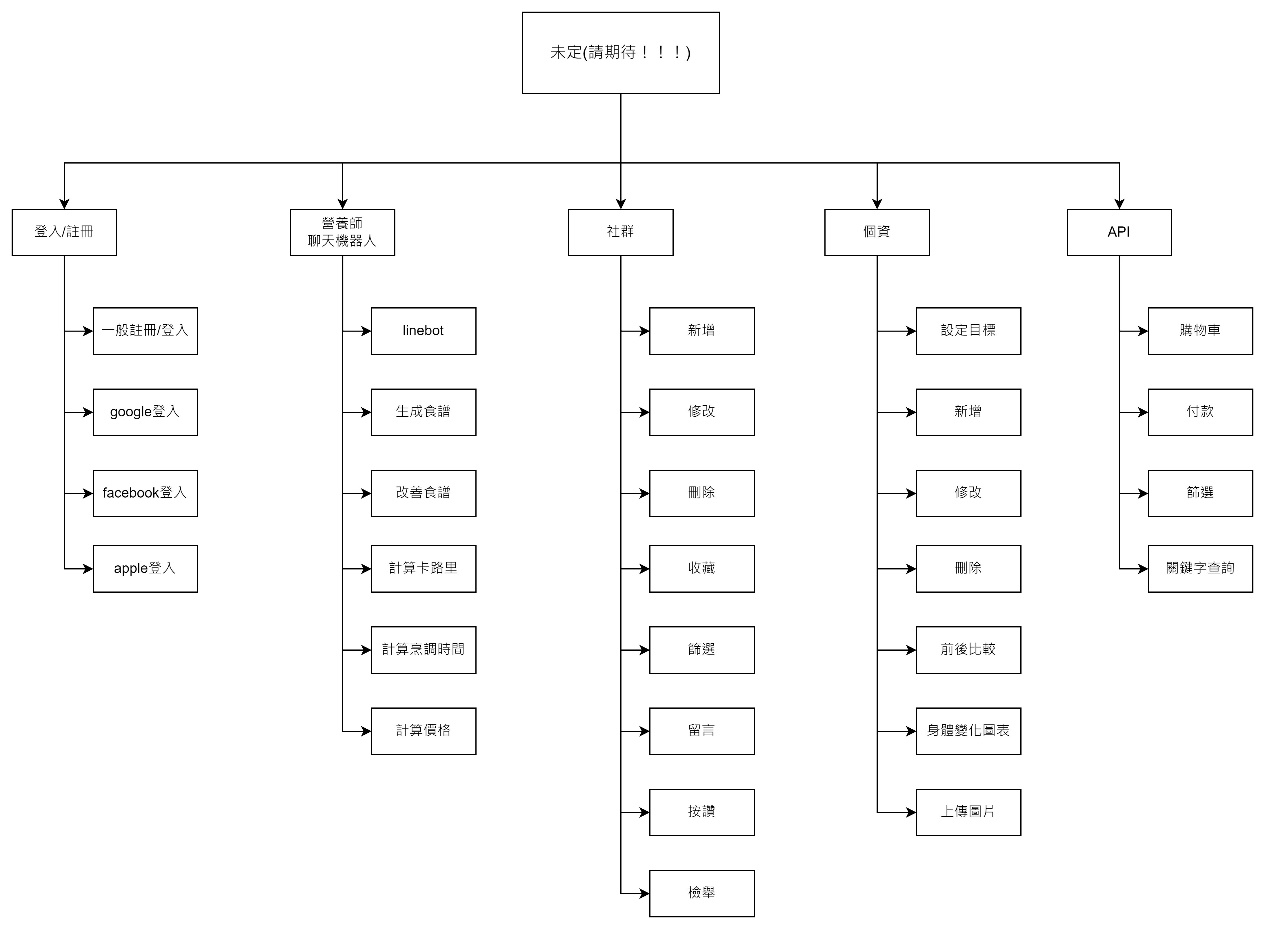 未定(請期待！！！)
登入/註冊
營養師
聊天機器人
社群
個資
API
一般註冊/登入
google登入
facebook登入
apple登入
linebot
生成食譜
改善食譜
計算卡路里
計算烹調時間
計算價格
新增
修改
刪除
收藏
篩選
留言
按讚
檢舉
設定目標
新增
修改
刪除
前後比較
身體變化圖表
上傳圖片
購物車
付款
篩選
關鍵字查詢